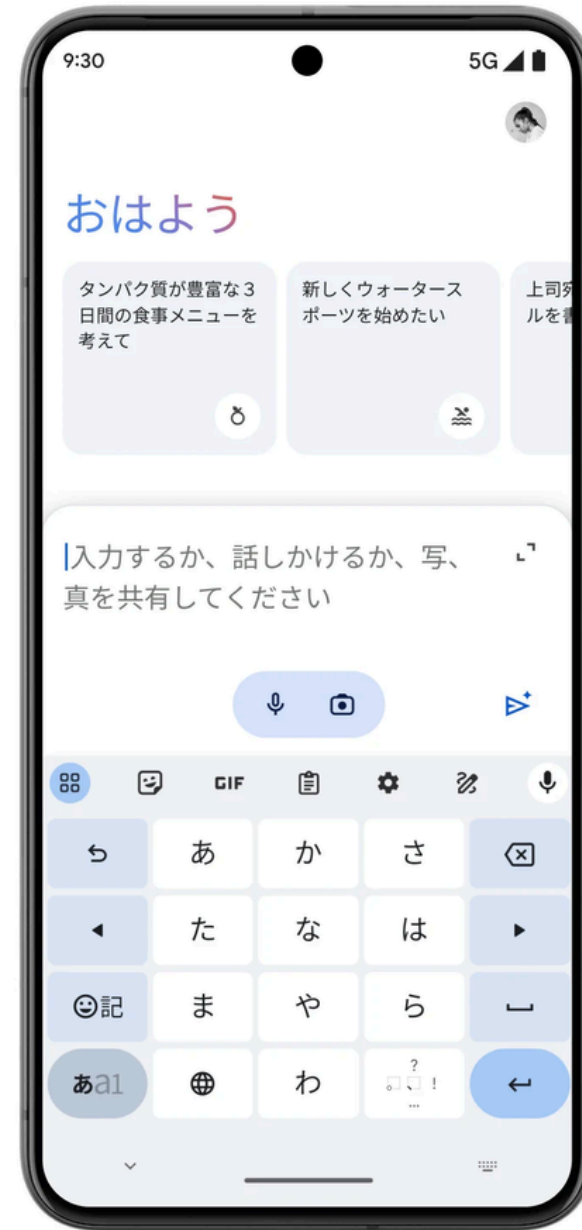 9:30
5G
おはよう
タンパク質が豊富な3
日間の食事メニューを
考えて
新しくウォータース
ポーツを始めたい
上司宛
ルを書
入力するか、話しかけるか、写、
真を共有してください
GIF
あ
か
さ
た
な
は
記
ま
や
ら
あa1
わ
。、?!…